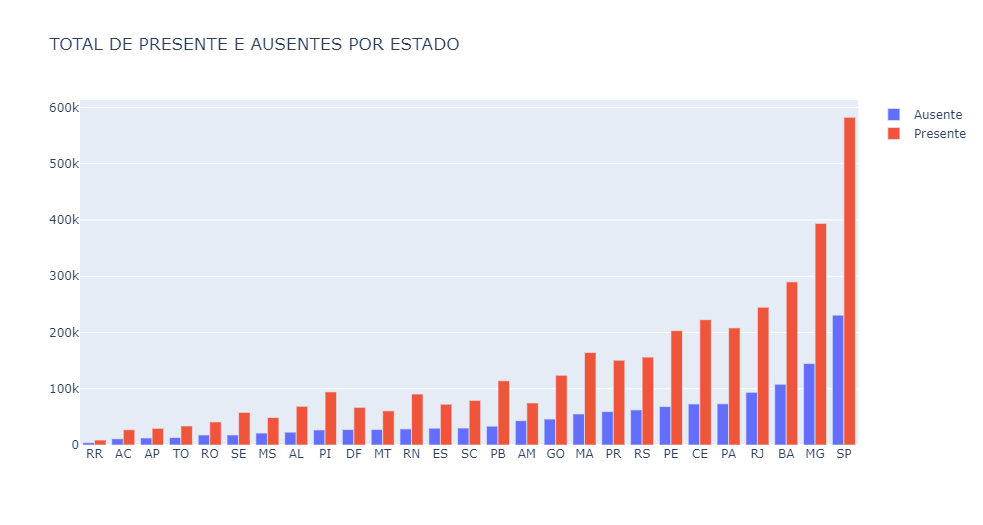 TOTAL DE PRESENTE E AUSENTES POR ESTADO
600k
500k
400k
300k
200k
100k
0
RR AC AP TO RO SE MS AL PI DF MT RN ES SC PB AM GO MA PR RS PE CE PA RJ BA MG SP
Ausente
Presente